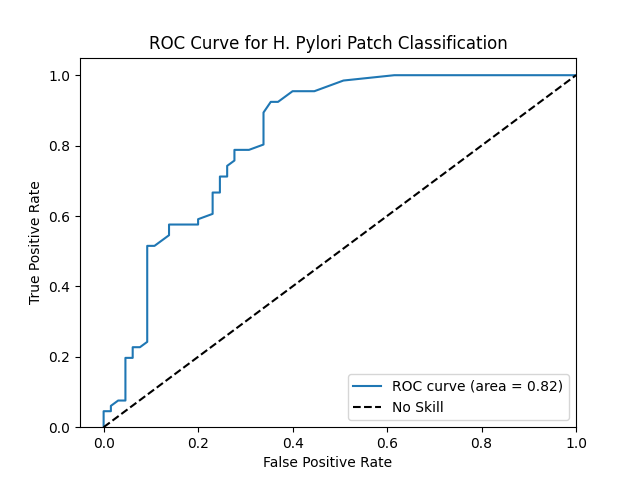 ROC Curve for H. Pylori Patch Classification
True Positive Rate
1.0
0.8
0.6
0.4
0.2
0.0
ROC curve (area = 0.82)
No Skill
0.0 0.2 0.4 0.6 0.8 1.0
False Positive Rate